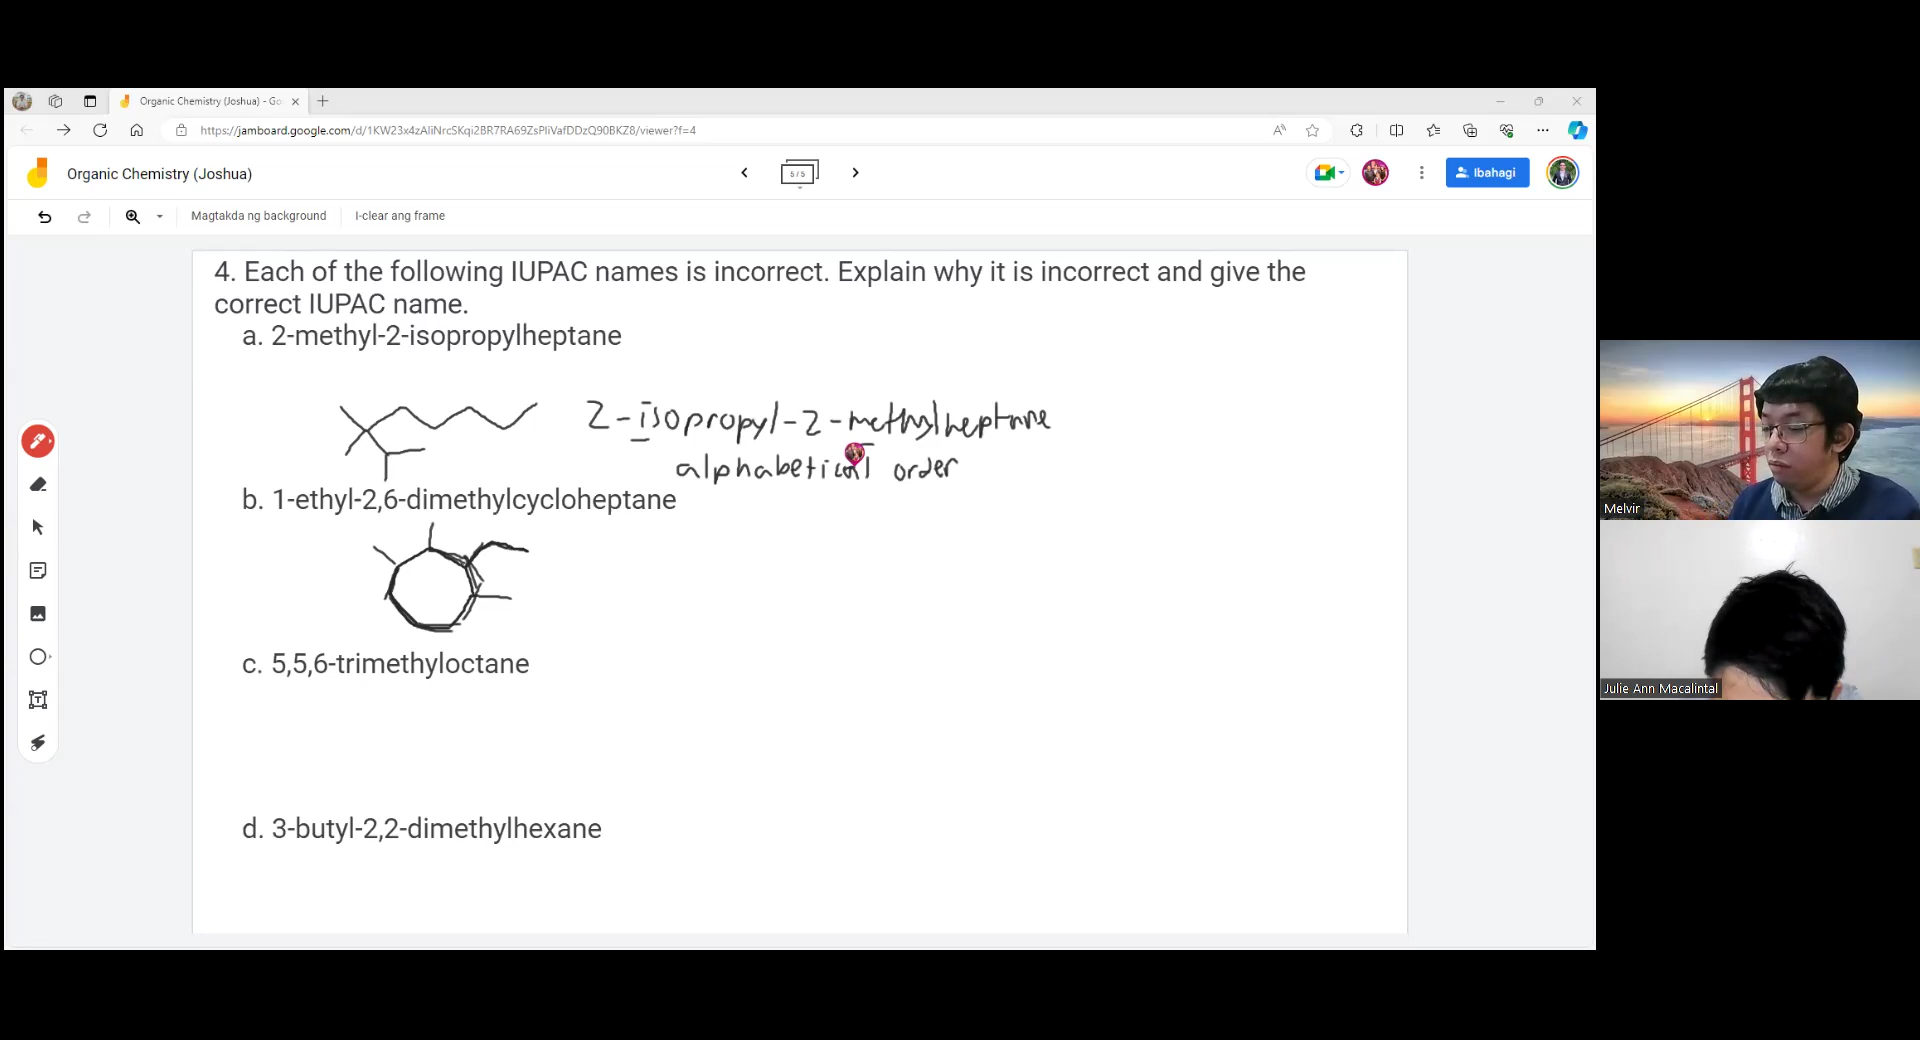 Organic Chemistry (Joshua) - Go
https://jamboard.google.com/d/1KW23x4zAliNrcSKqi2BR7RA69ZsPIiVafDDzQ90BKZ8/viewer?f=4
Organic Chemistry (Joshua)
5 / 5
Ibahagi
Magtakda ng background
I-clear ang frame
4. Each of the following IUPAC names is incorrect. Explain why it is incorrect and give the
correct IUPAC name.
a. 2-methyl-2-isopropylheptane
2-isopropyl-2-methylheptane
alphabetical order
b. 1-ethyl-2,6-dimethylcycloheptane
c. 5,5,6-trimethyloctane
d. 3-butyl-2,2-dimethylhexane
Melvir
Julie Ann Macalintal